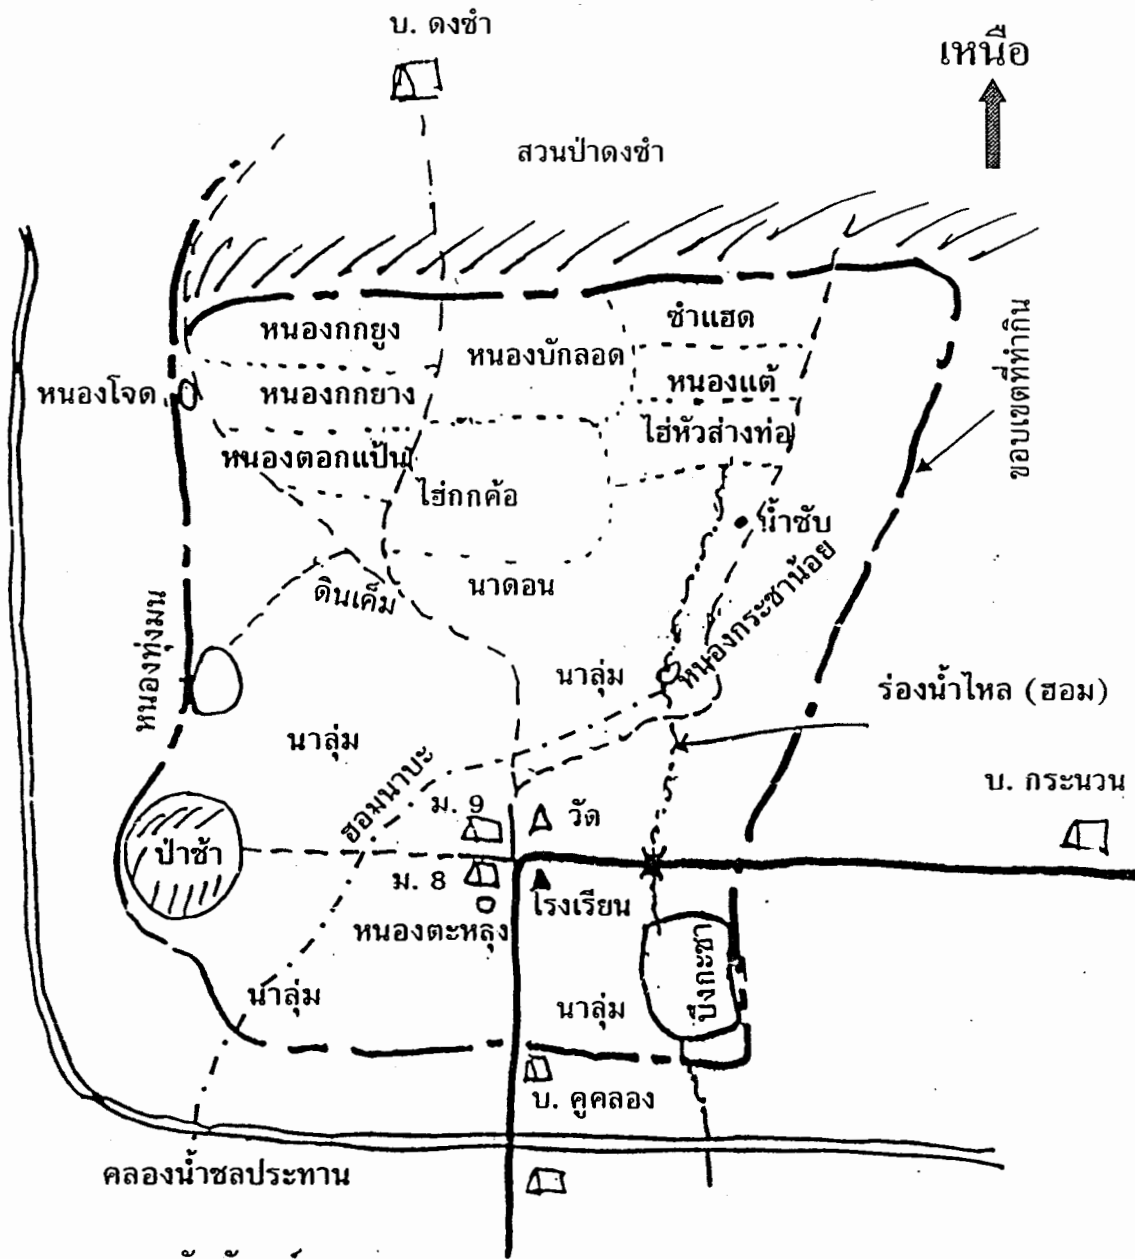 บ. ดงซำ
เหนือ
สวนป่าดงซำ
หนองกกยูง
ซำแฮด
หนองบักลอด
หนองโจด
หนองกกยาง
หนองแต้
ขอบเขตที่ทำกิน
หนองตอกแป้น
ไฮ่หัวส่างท่อ
ไฮ่กกค้อ
น้ำซับ
ดินเค็ม
นาดอน
หนองกระซาน้อย
หนองทุ่งมน
นาลุ่ม
ร่องน้ำไหล (ฮอม)
นาลุ่ม
ฮอมนาบะ
บ. กระนวน
ม. 9
วัด
ป่าช้า
ม. 8
โรงเรียน
หนองตะหลุง
บึงกะซา
นาลุ่ม
นาลุ่ม
บ. คูคลอง
คลองน้ำชลประทาน